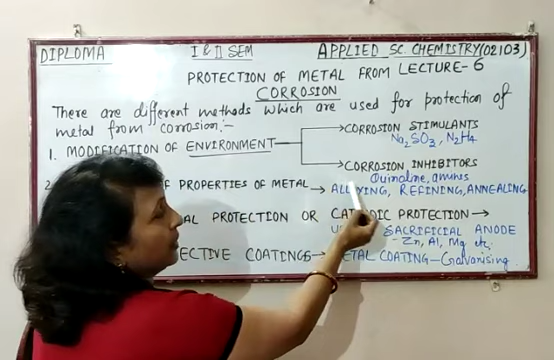 DIPLOMA I & II SEM APPLIED SC. CHEMISTRY(02103)
PROTECTION OF METAL FROM LECTURE-6
CORROSION
There are different methods which are used for protection of
metal from corrosion:-
1. MODIFICATION OF ENVIRONMENT
CORROSION STIMULANTS
Na2SO3, N2H4
CORROSION INHIBITORS
Quinoline, amines
2. OF PROPERTIES OF METAL → ALLOYING, REFINING, ANNEALING
PROTECTION OR CATHODIC PROTECTION →
SACRIFICIAL ANODE
- Zn, Al, Mg etc.
COATINGS → METAL COATING - Galvanising